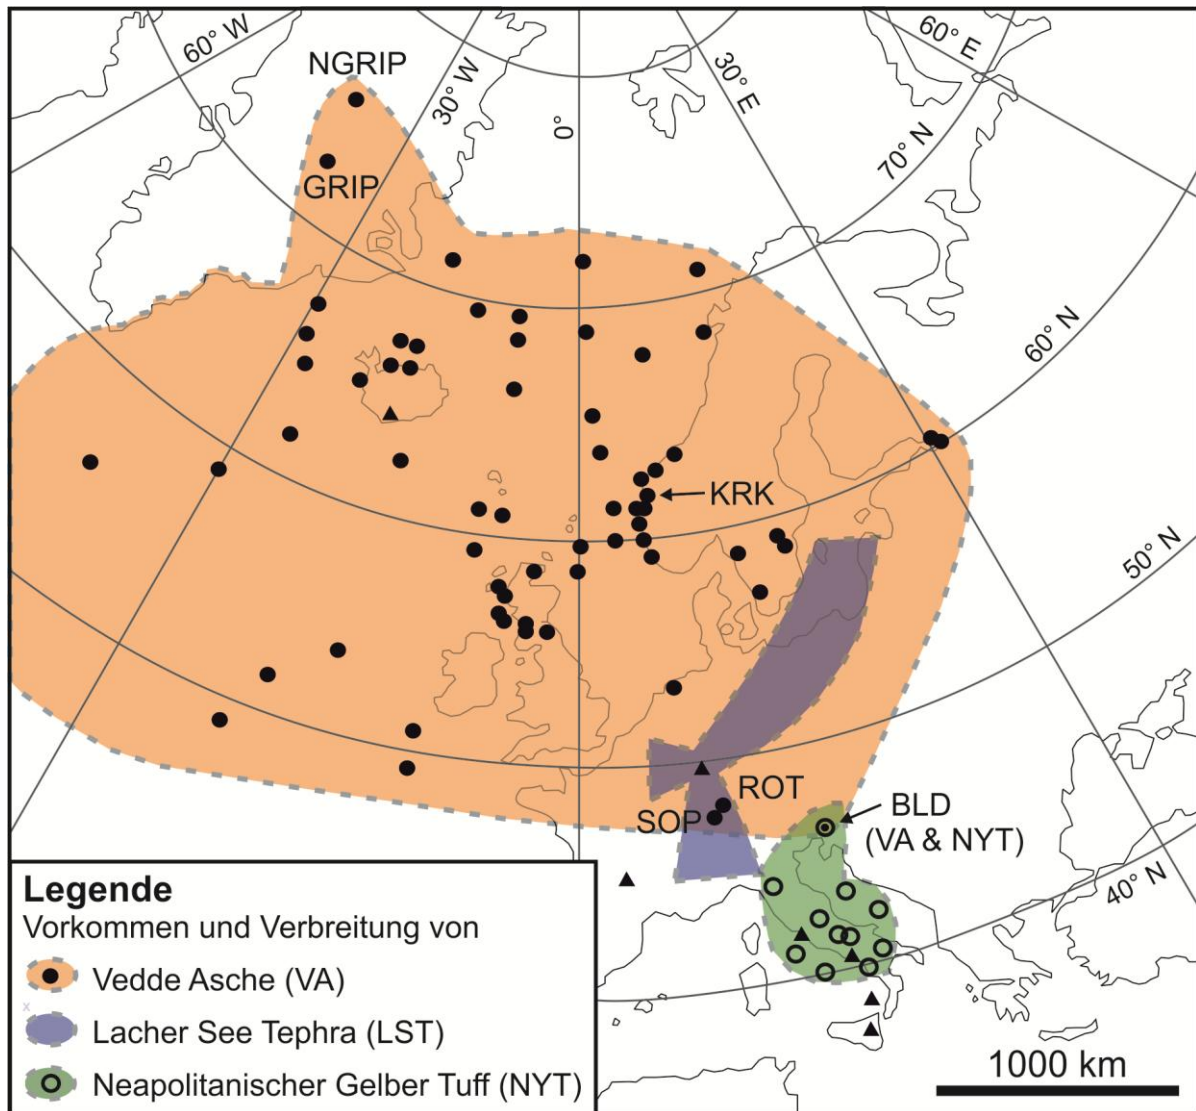 60° W
NGRIP
30° W
0°
30° E
60° E
70° N
GRIP
60° N
KRK
50° N
ROT
SOP
BLD
(VA & NYT)
40° N
Legende
Vorkommen und Verbreitung von
Vedde Asche (VA)
x
Lacher See Tephra (LST)
Neapolitanischer Gelber Tuff (NYT)
1000 km